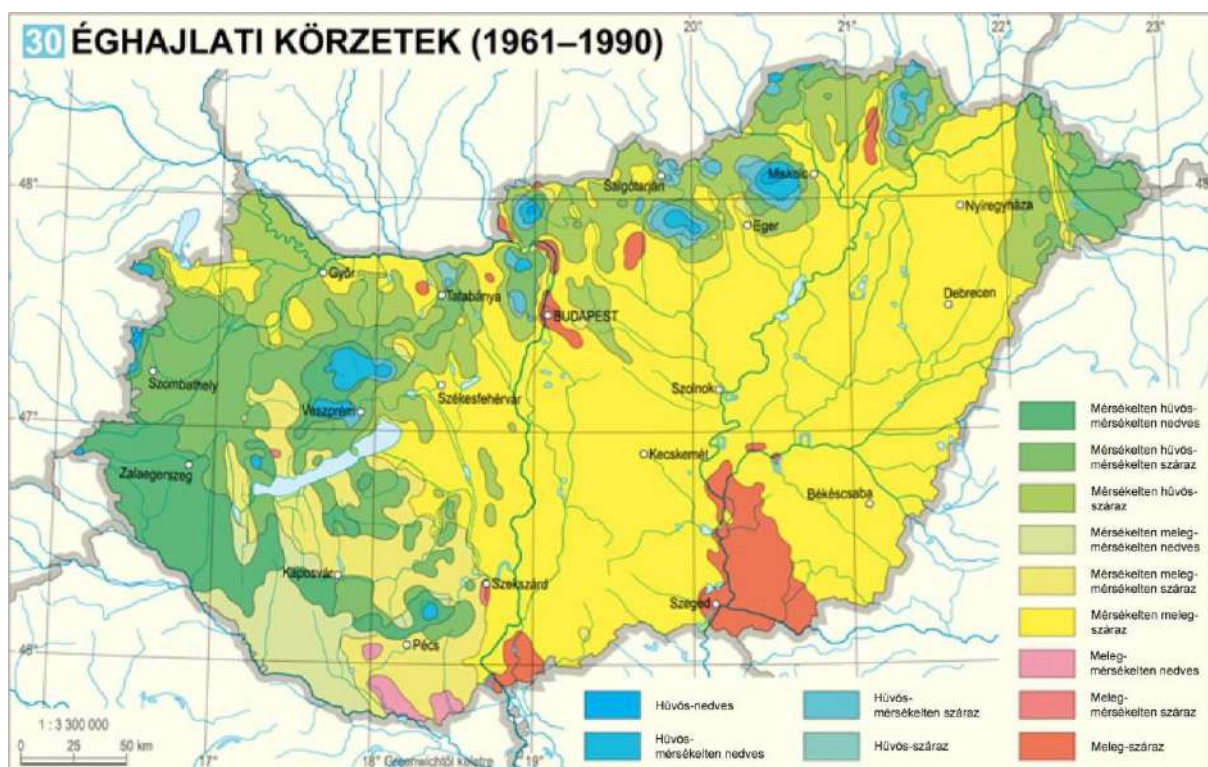 30 ÉGHAJLATI KÖRZETEK (1961–1990)
20°
21°
22°
23°
48°
48
Salgótarján
Miskolc
Nyíregyháza
Eger
Győr
Tatabánya
BUDAPEST
Debrecen
Szombathely
Székesfehérvár
Szolnok
Veszprém
47°
Zalaegerszeg
Kecskemét
Békéscsaba
Kaposvár
Szekszárd
Szeged
Pécs
48°
Mérsékelten hűvös-
mérsékelten nedves
Mérsékelten hűvös-
mérsékelten száraz
Mérsékelten hűvös-
száraz
Mérsékelten meleg-
mérsékelten nedves
Mérsékelten meleg-
mérsékelten száraz
Mérsékelten meleg-
száraz
Meleg-
mérsékelten nedves
Meleg-
mérsékelten száraz
Meleg-száraz
Hűvös-nedves
Hűvös-
mérsékelten nedves
Hűvös-
mérsékelten száraz
Hűvös-száraz
1 : 3 300 000
0 25 50 km
17° 18° Greenwichtől keletre 19°